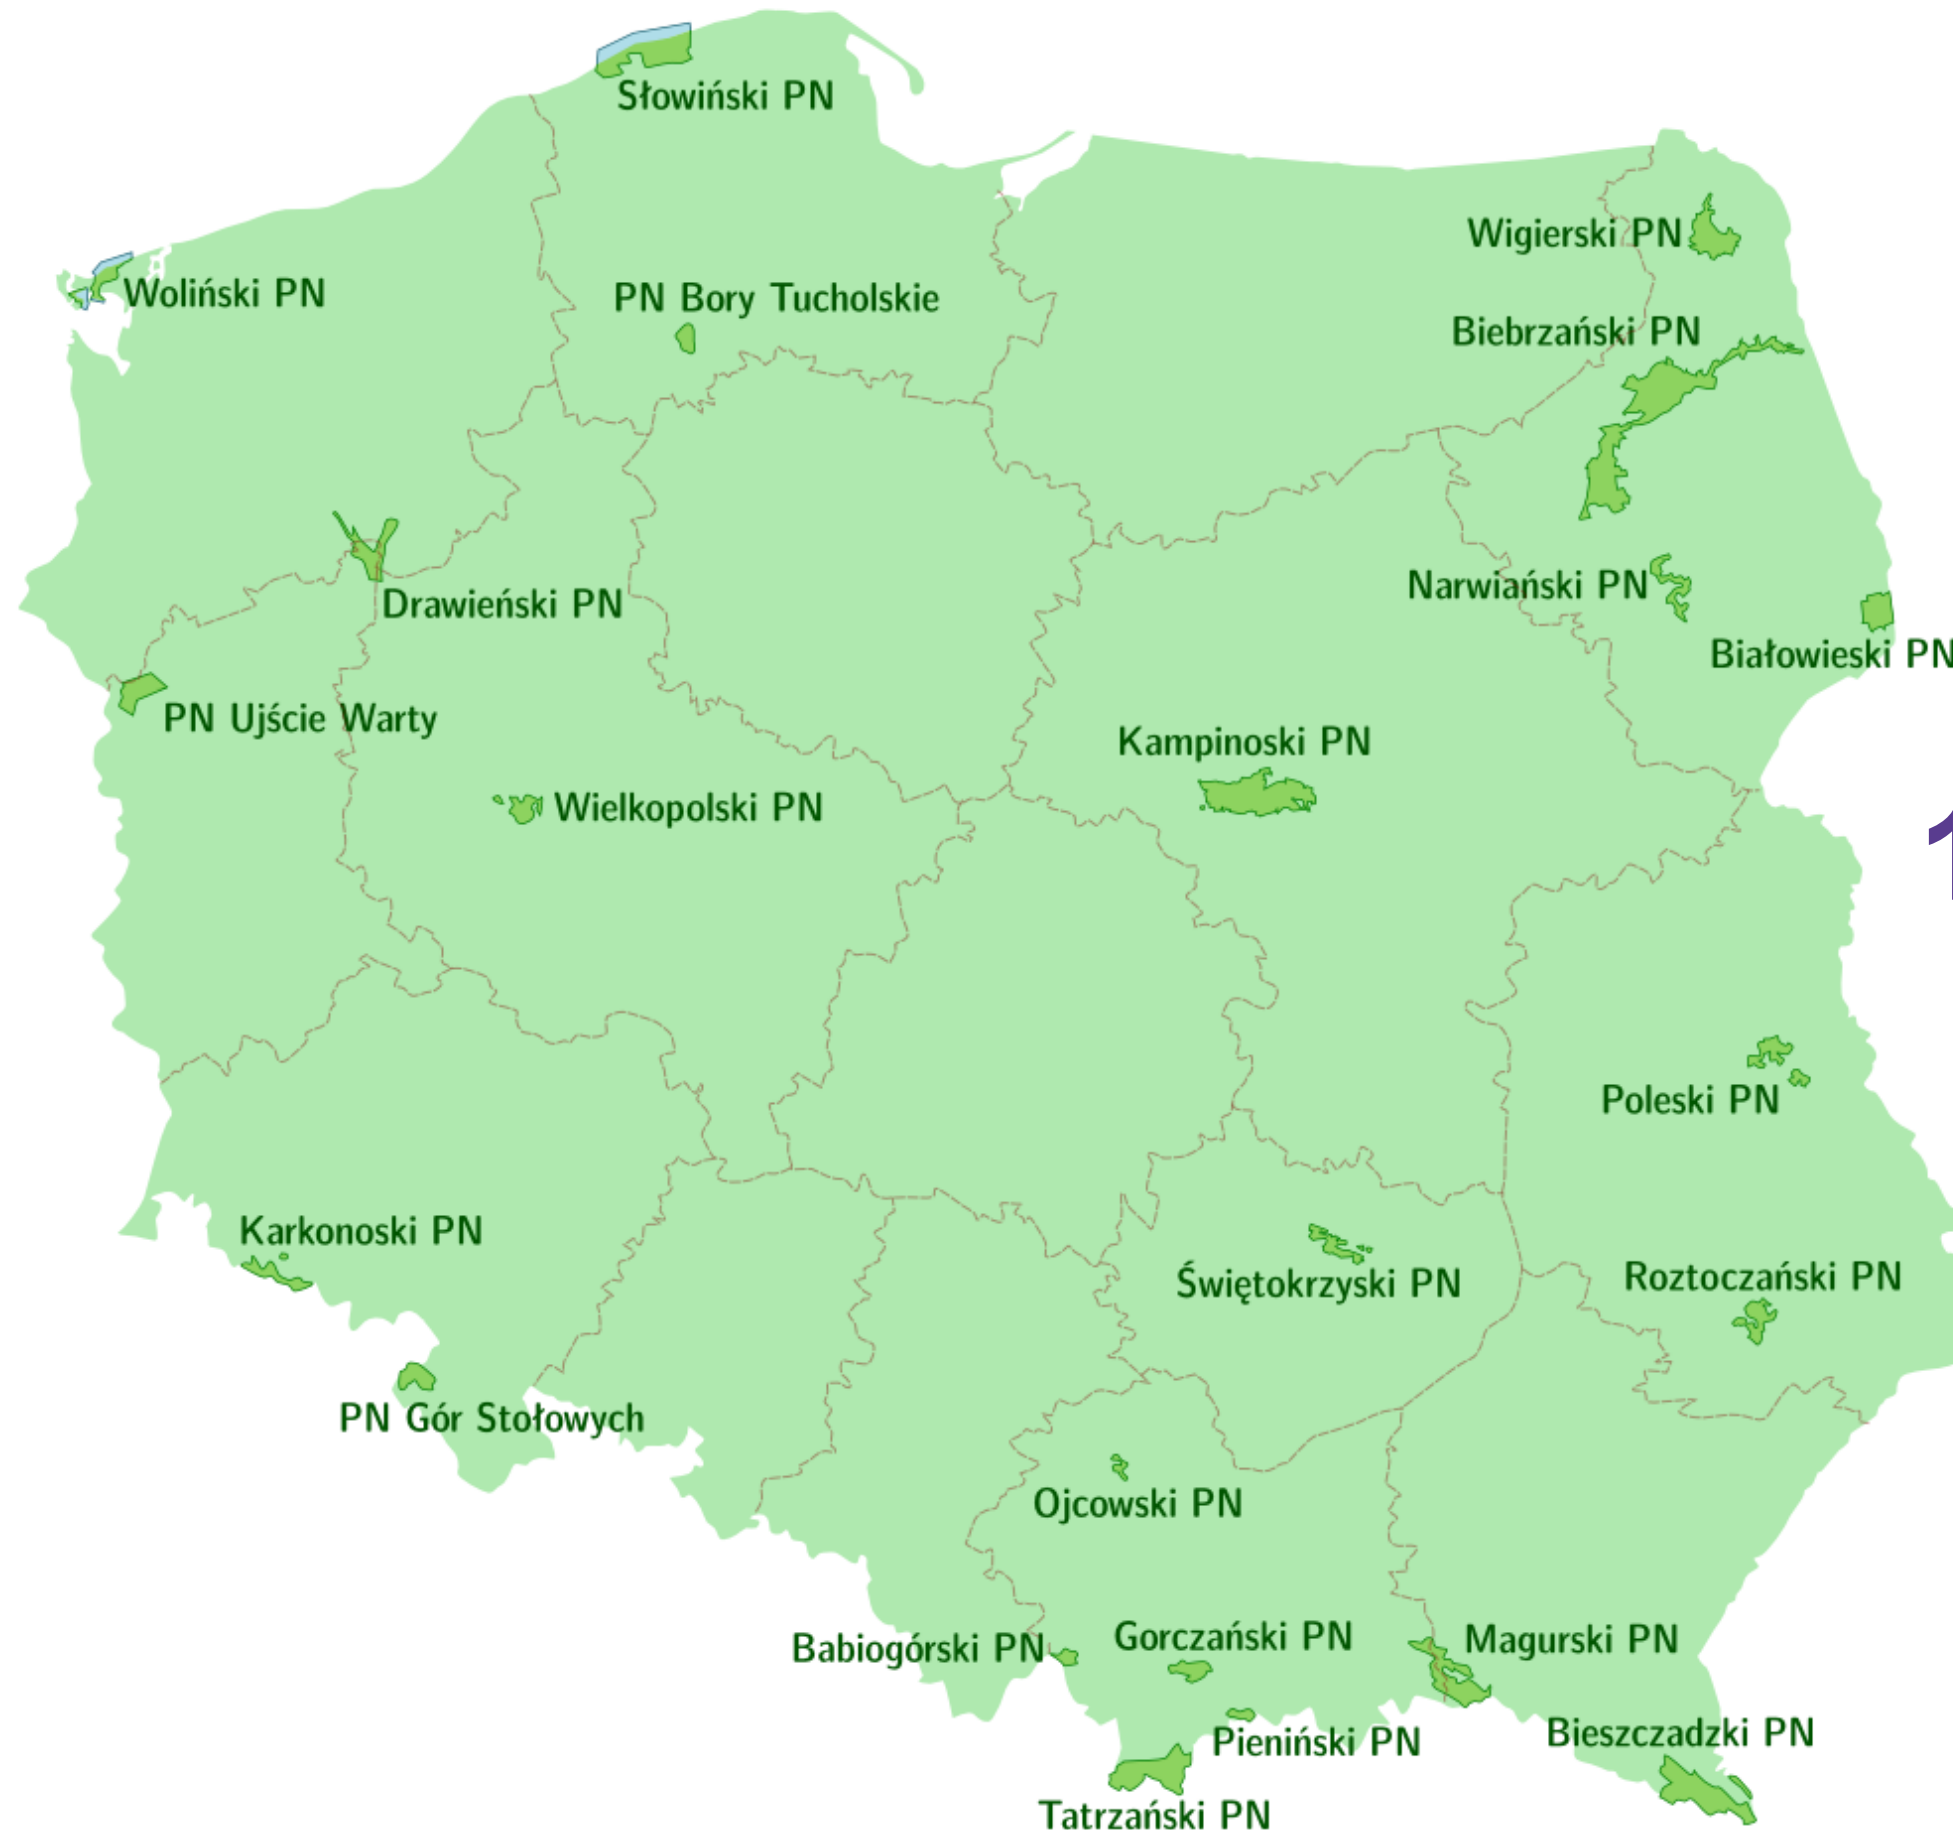 Słowiński PN
Wigierski PN
Woliński PN
PN Bory Tucholskie
Biebrzański PN
Narwiański PN
Drawieński PN
Białowieski PN
PN Ujście Warty
Kampinoski PN
Wielkopolski PN
1
Poleski PN
Karkonoski PN
Roztoczański PN
Świętokrzyski PN
PN Gór Stołowych
Ojcowski PN
Gorczański PN
Magurski PN
Babiogórski PN
Bieszczadzki PN
Pieniński PN
Tatrzański PN